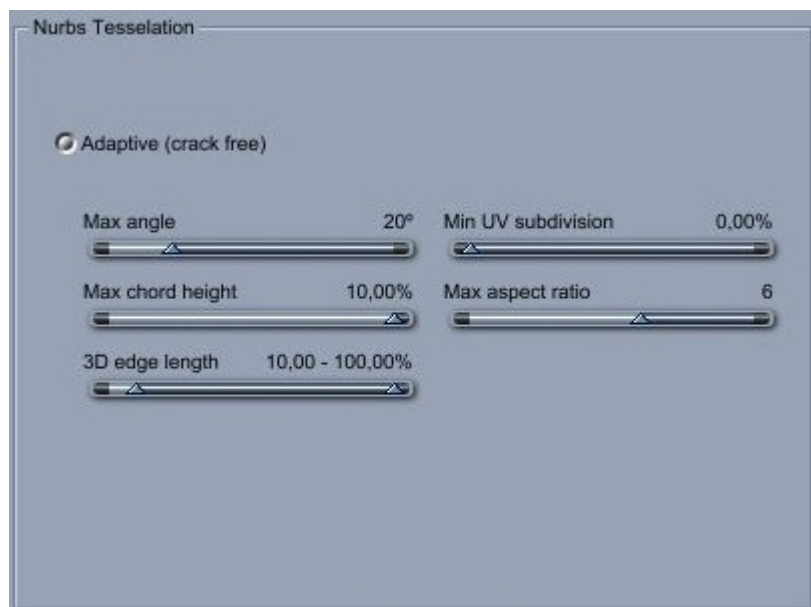 Nurbs Tesselation
Adaptive (crack free)
Max angle 20º
Min UV subdivision 0,00%
Max chord height 10,00%
Max aspect ratio 6
3D edge length 10,00 - 100,00%